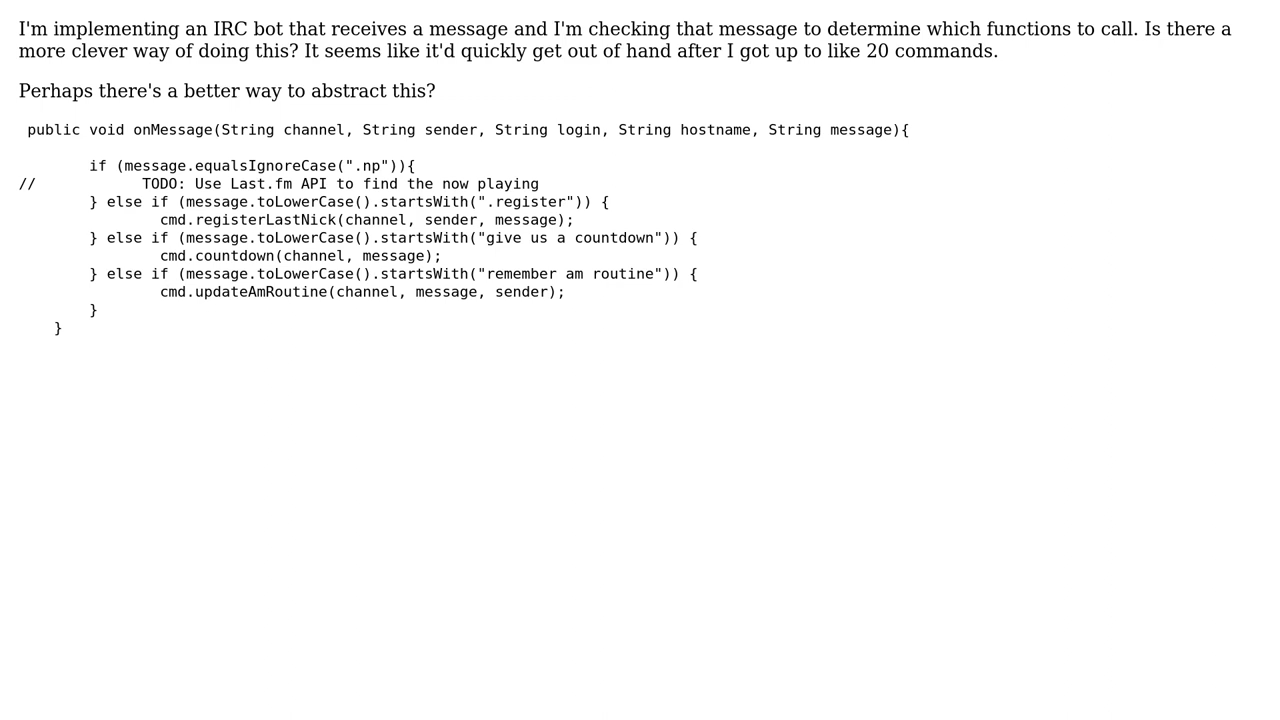 I'm implementing an IRC bot that receives a message and I'm checking that message to determine which functions to call. Is there a
more clever way of doing this? It seems like it'd quickly get out of hand after I got up to like 20 commands.
Perhaps there's a better way to abstract this?
 public void onMessage(String channel, String sender, String login, String hostname, String message){
        if (message.equalsIgnoreCase(".np")){
//            TODO: Use Last.fm API to find the now playing
        } else if (message.toLowerCase().startsWith(".register")) {
                cmd.registerLastNick(channel, sender, message);
        } else if (message.toLowerCase().startsWith("give us a countdown")) {
                cmd.countdown(channel, message);
        } else if (message.toLowerCase().startsWith("remember am routine")) {
                cmd.updateAmRoutine(channel, message, sender);
        }
    }